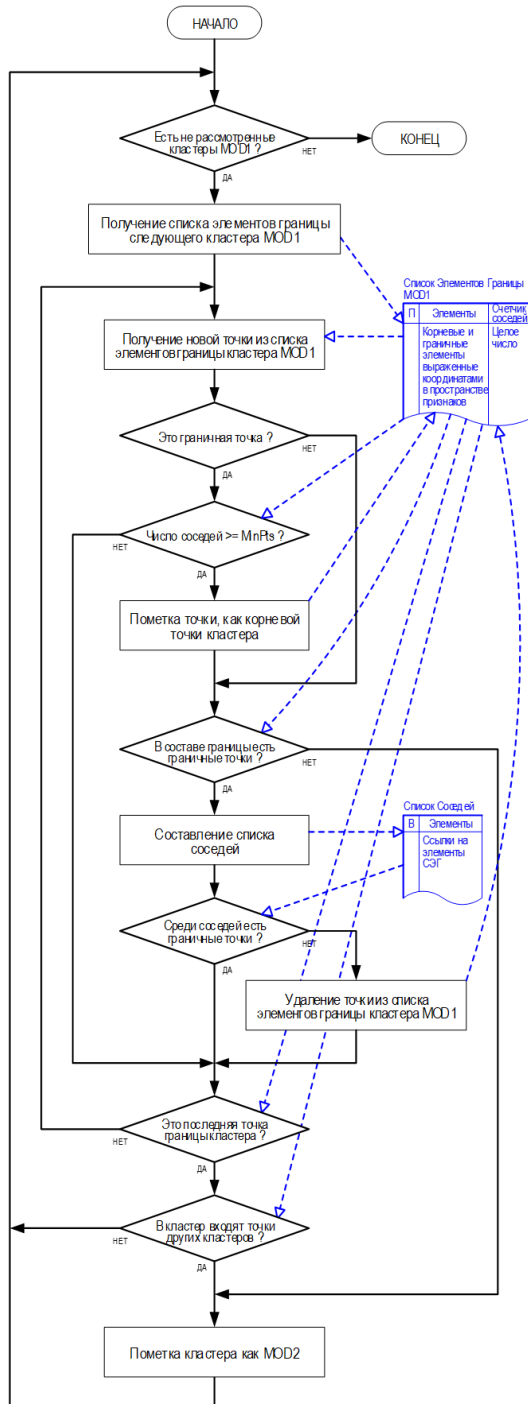 НАЧАЛО
Есть не рассмотренные
кластеры MOD1 ?
НЕТ
КОНЕЦ
ДА
Получение списка элементов границы
следующего кластера MOD1
Список Элементов Границы
MOD1
П
Элементы
Счетчик
соседей
Корневые и
граничные
элементы
выраженные
координатами
в пространстве
признаков
Целое
число
Получение новой точки из списка
элементов границы кластера MOD1
Это граничная точка ?
НЕТ
ДА
Число соседей >= MinPts ?
НЕТ
ДА
Пометка точки, как корневой
точки кластера
В составе границы есть
граничные точки ?
НЕТ
ДА
Список Соседей
В
Элементы
Ссылки на
элементы
СЭГ
Составление списка
соседей
Среди соседей есть
граничные точки ?
НЕТ
ДА
Удаление точки из списка
элементов границы кластера MOD1
Это последняя точка
границы кластера ?
НЕТ
ДА
В кластер входят точки
других кластеров ?
НЕТ
ДА
Пометка кластера как MOD2